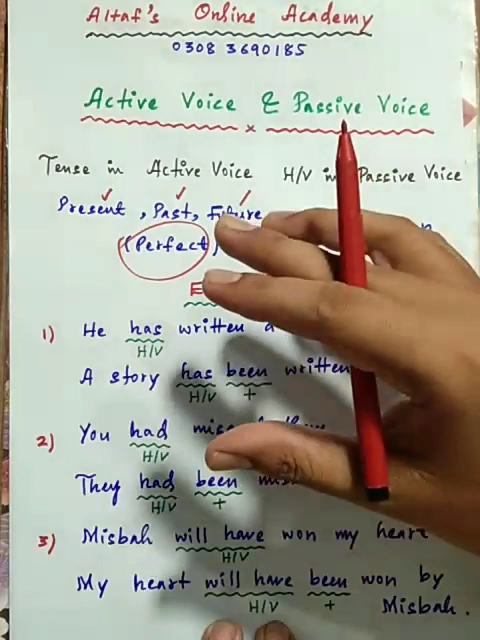 Altaf's Online Academy
0308 3690185
Active Voice & Passive Voice
Tense in Active Voice H/V in Passive Voice
Present, Past, Future
(Perfect)
1) He has written a
H/V
A story has been written
H/V +
2) You had
H/V
They had been
H/V +
3) Misbah will have won my heart
H/V
My heart will have been won by
H/V + Misbah.